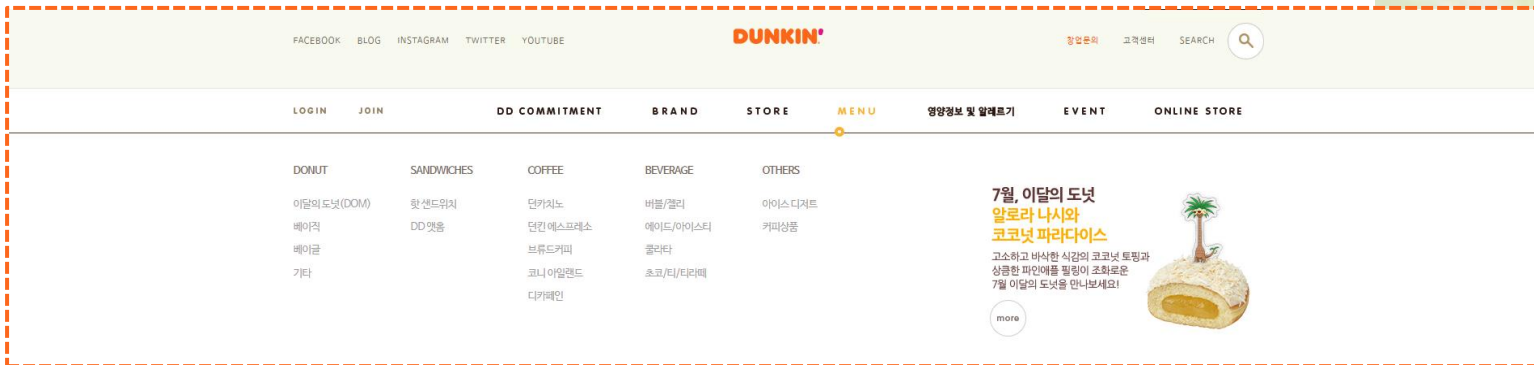 FACEBOOK BLOG INSTAGRAM TWITTER YOUTUBE
DUNKIN'
창업문의 고객센터 SEARCH
LOGIN JOIN
DD COMMITMENT BRAND STORE MENU 영양정보 및 알레르기 EVENT ONLINE STORE
DONUT
이달의 도넛(DOM)
베이직
베이글
기타
SANDWICHES
핫 샌드위치
DD 맷홈
COFFEE
던카치노
던킨 에스프레소
브류드커피
코니 아일랜드
디카페인
BEVERAGE
버블/젤리
에이드/아이스티
쿨라타
초코/티/티라떼
OTHERS
아이스 디저트
커피상품
7월, 이달의 도넛
알로라 나시와
코코넛 파라다이스
고소하고 바삭한 식감의 코코넛 토핑과
상큼한 파인애플 필링이 조화로운
7월 이달의 도넛을 만나보세요!
more